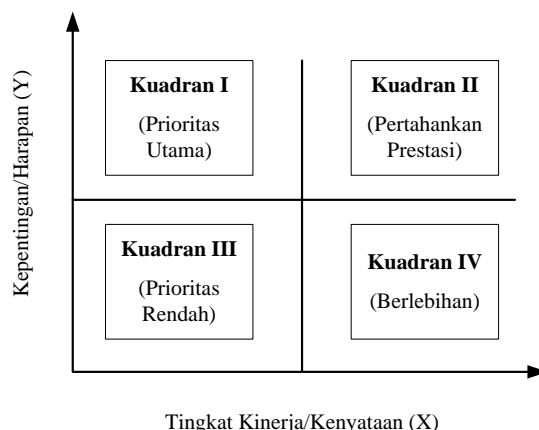 Kepentingan/Harapan (Y)
Kuadran I
(Prioritas
Utama)
Kuadran II
(Pertahankan
Prestasi)
Kuadran III
(Prioritas
Rendah)
Kuadran IV
(Berlebihan)
Tingkat Kinerja/Kenyataan (X)